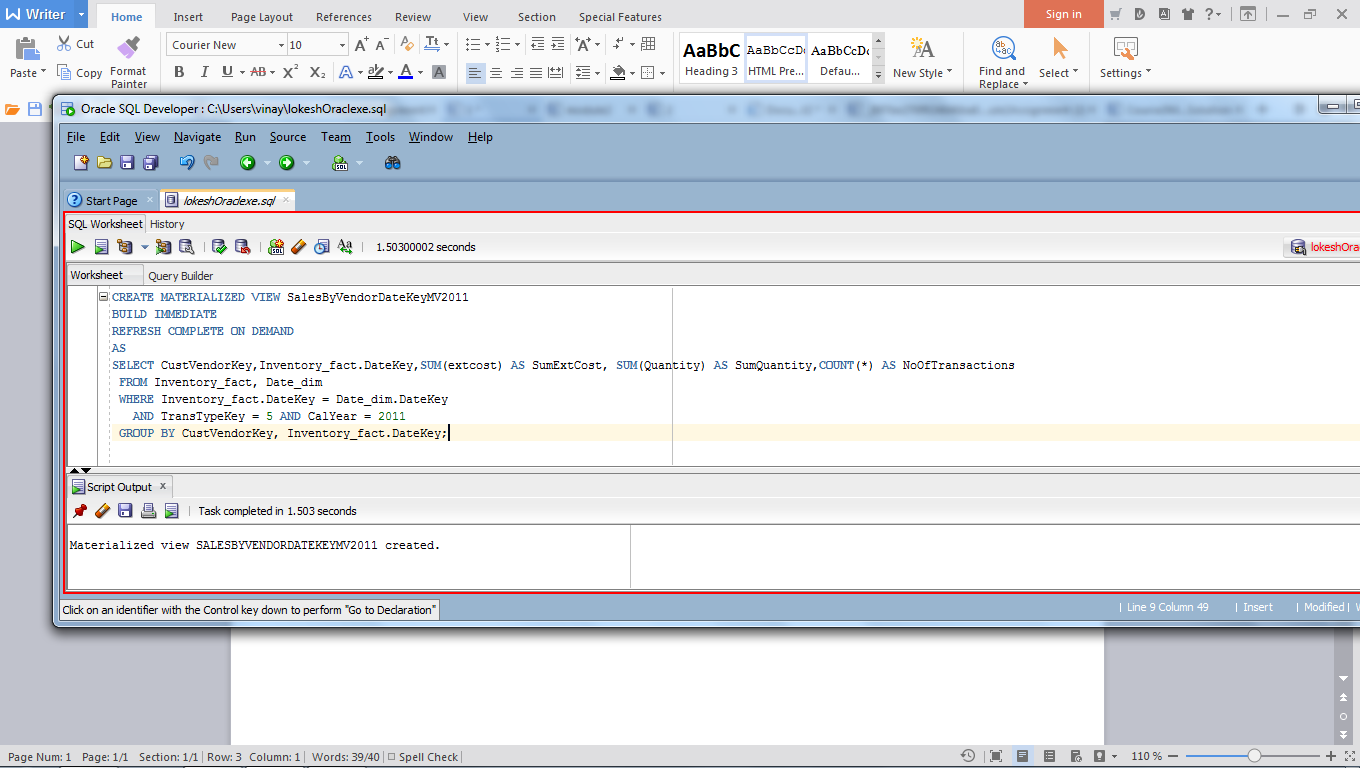 Writer
Home Insert Page Layout References Review View Section Special Features
Sign in
Paste Cut Copy Format Painter
Courier New 10
B I U AB X² X₂ A A A
AaBbC AaBbCcD AaBbCcD
Heading 3 HTML Pre... Defau... New Style Find and Replace Select Settings
Oracle SQL Developer : C:\Users\vinay\lokeshOraclexe.sql
File Edit View Navigate Run Source Team Tools Window Help
Start Page lokeshOraclexe.sql
SQL Worksheet History
1.50300002 seconds
lokeshOra
Worksheet Query Builder
CREATE MATERIALIZED VIEW SalesByVendorDateKeyMV2011
BUILD IMMEDIATE
REFRESH COMPLETE ON DEMAND
AS
SELECT CustVendorKey,Inventory_fact.DateKey,SUM(extcost) AS SumExtCost, SUM(Quantity) AS SumQuantity,COUNT(*) AS NoOfTransactions
FROM Inventory_fact, Date_dim
WHERE Inventory_fact.DateKey = Date_dim.DateKey
AND TransTypeKey = 5 AND CalYear = 2011
GROUP BY CustVendorKey, Inventory_fact.DateKey;
Script Output x
Task completed in 1.503 seconds
Materialized view SALESBYVENDORDATEKEYMV2011 created.
Click on an identifier with the Control key down to perform "Go to Declaration"
| Line 9 Column 49 | Insert | Modified |
Page Num: 1 Page: 1/1 Section: 1/1 Row: 3 Column: 1 Words: 39/40 Spell Check
110 %